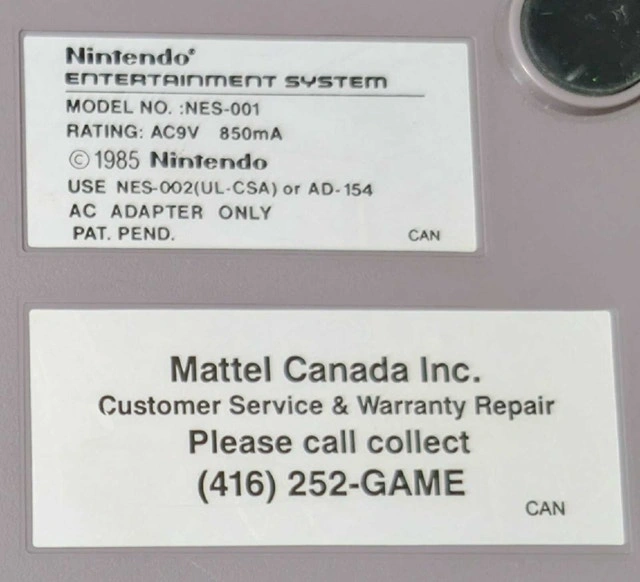 Nintendo®
ENTERTAINMENT SYSTEM
MODEL NO. :NES-001
RATING: AC9V 850mA
©1985 Nintendo
USE NES-002(UL-CSA) or AD-154
AC ADAPTER ONLY
PAT. PEND. CAN
Mattel Canada Inc.
Customer Service & Warranty Repair
Please call collect
(416) 252-GAME
CAN